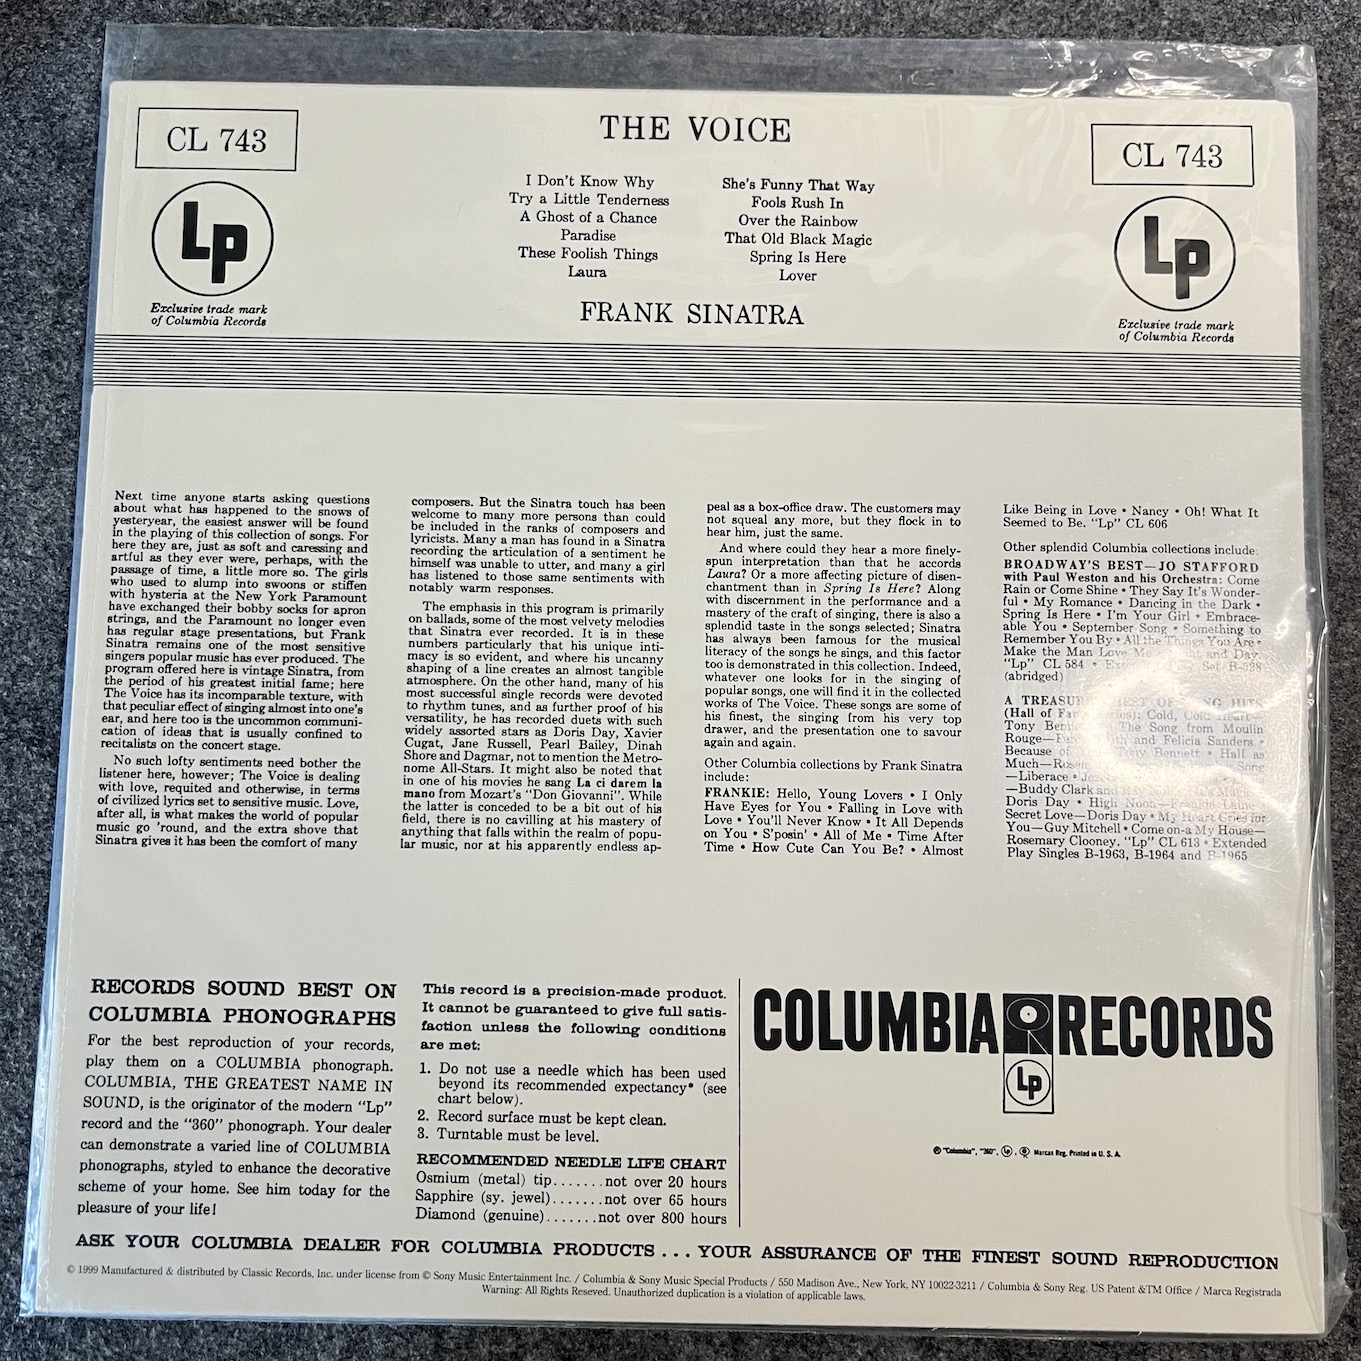 CL 743
Lp
Exclusive trade mark
of Columbia Records
THE VOICE
I Don't Know Why
Try a Little Tenderness
A Ghost of a Chance
Paradise
These Foolish Things
Laura
She's Funny That Way
Fools Rush In
Over the Rainbow
That Old Black Magic
Spring Is Here
Lover
FRANK SINATRA
CL 743
Lp
Exclusive trade mark
of Columbia Records
Next time anyone starts asking questions
about what has happened to the snows of
yesteryear, the easiest answer will be found
in the playing of this collection of songs. For
here they are, just as soft and caressing and
artful as they ever were, perhaps, with the
passage of time, a little more so. The girls
who used to slump into swoons or stiffen
with hysteria at the New York Paramount
have exchanged their bobby socks for apron
strings, and the Paramount no longer even
has regular stage presentations, but Frank
Sinatra remains one of the most sensitive
singers popular music has ever produced. The
program offered here is vintage Sinatra, from
the period of his greatest initial fame; here
The Voice has its incomparable texture, with
that peculiar effect of singing almost into one's
ear, and here too is the uncommon communi-
cation of ideas that is usually confined to
recitalists on the concert stage.
No such lofty sentiments need bother the
listener here, however; The Voice is dealing
with love, requited and otherwise, in terms
of civilized lyrics set to sensitive music. Love,
after all, is what makes the world of popular
music go 'round, and the extra shove that
Sinatra gives it has been the comfort of many
composers. But the Sinatra touch has been
welcome to many more persons than could
be included in the ranks of composers and
lyricists. Many a man has found in a Sinatra
recording the articulation of a sentiment he
himself was unable to utter, and many a girl
has listened to those same sentiments with
notably warm responses.
The emphasis in this program is primarily
on ballads, some of the most velvety melodies
that Sinatra ever recorded. It is in these
numbers particularly that his unique inti-
macy is so evident, and where his uncanny
shaping of a line creates an almost tangible
atmosphere. On the other hand, many of his
most successful single records were devoted
to rhythm tunes, and as further proof of his
versatility, he has recorded duets with such
widely assorted stars as Doris Day, Xavier
Cugat, Jane Russell, Pearl Bailey, Dinah
Shore and Dagmar, not to mention the Metro-
nome All-Stars. It might also be noted that
in one of his movies he sang La ci darem la
mano from Mozart's "Don Giovanni". While
the latter is conceded to be a bit out of his
field, there is no cavilling at his mastery of
anything that falls within the realm of popu-
lar music, nor at his apparently endless ap-
peal as a box-office draw. The customers may
not squeal any more, but they flock in to
hear him, just the same.
And where could they hear a more finely-
spun interpretation than that he accords
Laura? Or a more affecting picture of disen-
chantment than in Spring Is Here? Along
with discernment in the performance and a
mastery of the craft of singing, there is also a
splendid taste in the songs selected; Sinatra
has always been famous for the musical
literacy of the songs he sings, and this factor
too is demonstrated in this collection. Indeed,
whatever one looks for in the singing of
popular songs, one will find it in the collected
works of The Voice. These songs are some of
his finest, the singing from his very top
drawer, and the presentation one to savour
again and again.
Other Columbia collections by Frank Sinatra
include:
FRANKIE: Hello, Young Lovers • I Only
Have Eyes for You • Falling in Love with
Love • You'll Never Know • It All Depends
on You • S'posin' • All of Me • Time After
Time • How Cute Can You Be? • Almost
Like Being in Love • Nancy • Oh! What It
Seemed to Be. "Lp" CL 606
Other splendid Columbia collections include:
BROADWAY'S BEST—JO STAFFORD
with Paul Weston and his Orchestra: Come
Rain or Come Shine • They Say It's Wonder-
ful • My Romance • Dancing in the Dark •
Spring Is Here • I'm Your Girl • Embrace-
able You • September Song • Something to
Remember You By • All the Things You Are •
Make the Man Love Me • and Day.
"Lp" CL 584 • Set B-328
(abridged)
A TREASURY HITS
(Hall of Cold, Cold Heart—
Tony The Song from Moulin
Rouge— and Felicia Sanders •
Because of Tony Bennett • Half as
Much— Song
—Liberace •
—Buddy Clark and Magic—
Doris Day • High Noon—Frankie Laine •
Secret Love—Doris Day • My Heart Cries for
You—Guy Mitchell • Come on-a My House—
Rosemary Clooney. "Lp" CL 613 • Extended
Play Singles B-1963, B-1964 and B-1965
RECORDS SOUND BEST ON
COLUMBIA PHONOGRAPHS
For the best reproduction of your records,
play them on a COLUMBIA phonograph.
COLUMBIA, THE GREATEST NAME IN
SOUND, is the originator of the modern "Lp"
record and the "360" phonograph. Your dealer
can demonstrate a varied line of COLUMBIA
phonographs, styled to enhance the decorative
scheme of your home. See him today for the
pleasure of your life!
This record is a precision-made product.
It cannot be guaranteed to give full satis-
faction unless the following conditions
are met:
1. Do not use a needle which has been used
beyond its recommended expectancy* (see
chart below).
2. Record surface must be kept clean.
3. Turntable must be level.
RECOMMENDED NEEDLE LIFE CHART
Osmium (metal) tip.......not over 20 hours
Sapphire (sy. jewel).......not over 65 hours
Diamond (genuine).......not over 800 hours
COLUMBIA RECORDS
Lp
® "Columbia", "360", Lp, Marcas Reg. Printed in U. S. A.
ASK YOUR COLUMBIA DEALER FOR COLUMBIA PRODUCTS ... YOUR ASSURANCE OF THE FINEST SOUND REPRODUCTION
© 1999 Manufactured & distributed by Classic Records, Inc. under license from © Sony Music Entertainment Inc. / Columbia & Sony Music Special Products / 550 Madison Ave., New York, NY 10022-3211 / Columbia & Sony Reg. US Patent &TM Office / Marca Registrada
Warning: All Rights Reseved. Unauthorized duplication is a violation of applicable laws.